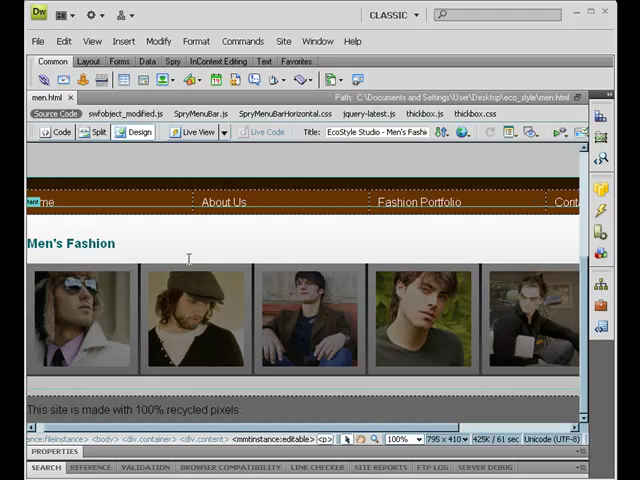 Dw CLASSIC
File Edit View Insert Modify Format Commands Site Window Help
Common Layout Forms Data Spry InContext Editing Text Favorites
men.html Path: C:\Documents and Settings\User\Desktop\eco_style\men.html
Source Code swfobject_modified.js SpryMenuBar.js SpryMenuBarHorizontal.css jquery-latest.js thickbox.js thickbox.css
Code Split Design Live View Live Code Title: EcoStyle Studio - Men's Fashi
tent me About Us Fashion Portfolio Conta
Men's Fashion
This site is made with 100% recycled pixels.
tance:fileinstance> <body> <div.container> <div.content> <mmtinstance:editable> <p> 100% 795 x 410 425K / 61 sec Unicode (UTF-8)
PROPERTIES
SEARCH REFERENCE VALIDATION BROWSER COMPATIBILITY LINK CHECKER SITE REPORTS FTP LOG SERVER DEBUG